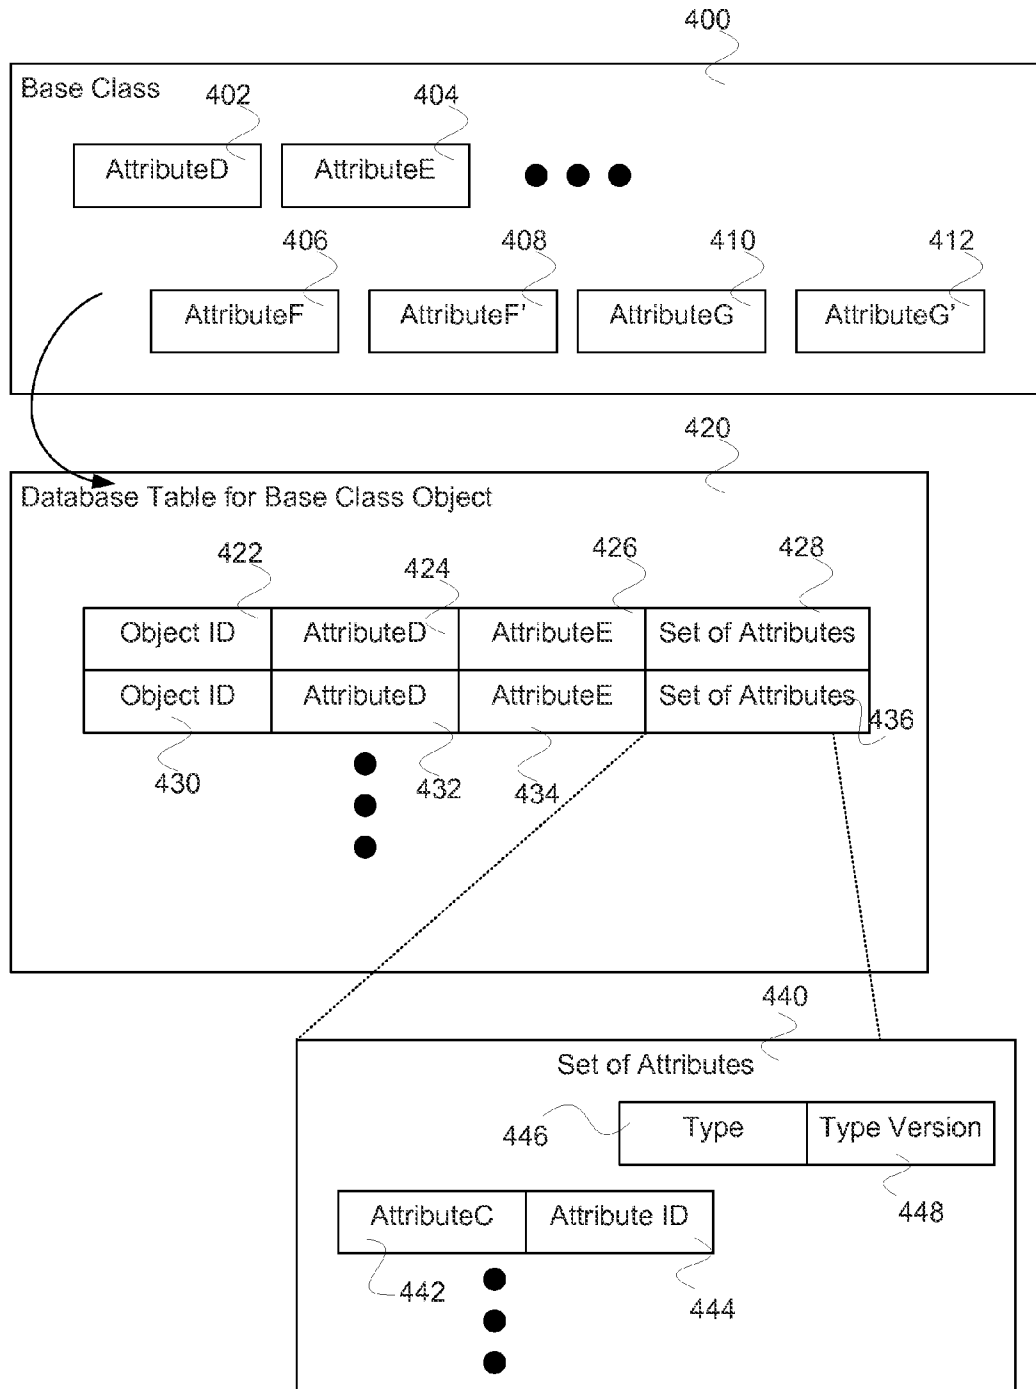 400
Base Class
402
404
AttributeD
AttributeE
406
408
410
412
AttributeF
AttributeF'
AttributeG
AttributeG'
420
Database Table for Base Class Object
422
424
426
428
Object ID
AttributeD
AttributeE
Set of Attributes
Object ID
AttributeD
AttributeE
Set of Attributes
436
430
432
434
440
Set of Attributes
446
Type
Type Version
448
AttributeC
Attribute ID
442
444